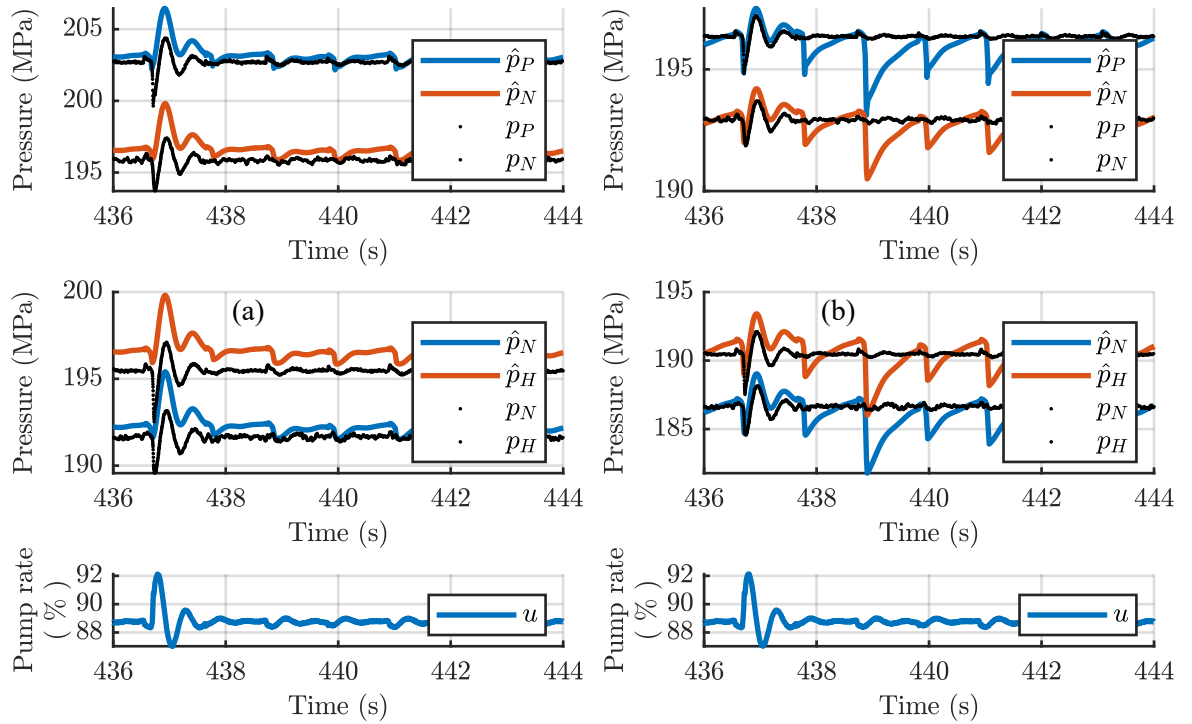 205
200
195
Pressure (MPa)
p̂_P
p̂_N
p_P
p_N
436 438 440 442 444
Time (s)
195
190
Pressure (MPa)
p̂_P
p̂_N
p_P
p_N
436 438 440 442 444
Time (s)
200
195
190
Pressure (MPa)
(a)
p̂_N
p̂_H
p_N
p_H
436 438 440 442 444
Time (s)
195
190
185
Pressure (MPa)
(b)
p̂_N
p̂_H
p_N
p_H
436 438 440 442 444
Time (s)
92
90
88
Pump rate
( %)
u
436 438 440 442 444
Time (s)
92
90
88
Pump rate
( %)
u
436 438 440 442 444
Time (s)